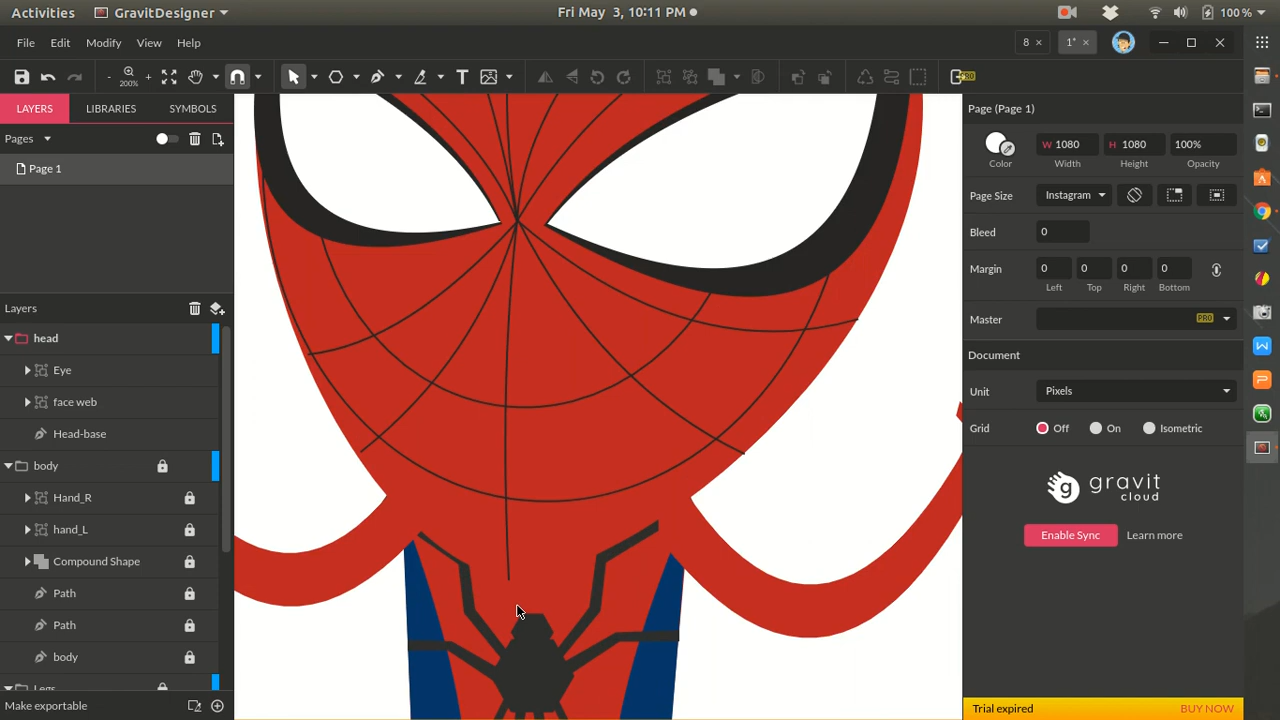 Activities GravitDesigner Fri May 3, 10:11 PM 100 %
File Edit Modify View Help 8 × 1* ×
- 200% + T PRO
LAYERS LIBRARIES SYMBOLS
Pages
Page 1
Layers
head
Eye
face web
Head-base
body
Hand_R
hand_L
Compound Shape
Path
Path
body
Legs
Make exportable
Page (Page 1)
W 1080 H 1080 100%
Color Width Height Opacity
Page Size Instagram
Bleed 0
Margin 0 0 0 0
Left Top Right Bottom
Master PRO
Document
Unit Pixels
Grid Off On Isometric
g gravit
cloud
Enable Sync Learn more
Trial expired BUY NOW